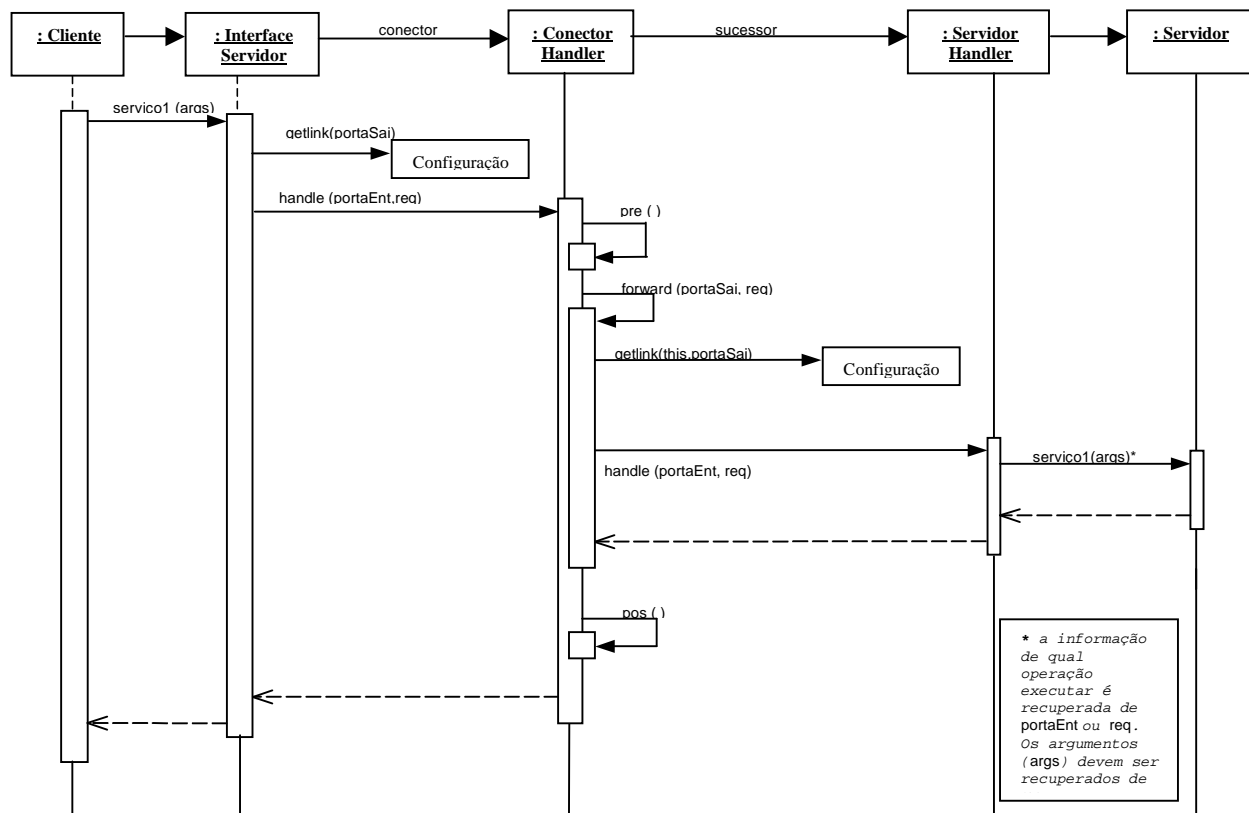 : Cliente
: Interface
Servidor
conector
: Conector
Handler
sucessor
: Servidor
Handler
: Servidor
servico1 (args)
getlink(portaSai)
Configuração
handle (portaEnt,req)
pre ( )
forward (portaSai, req)
getlink(this.portaSai)
Configuração
handle (portaEnt, req)
servico1(args)*
pos ( )
* a informação
de qual
operação
executar é
recuperada de
portaEnt ou req.
Os argumentos
(args) devem ser
recuperados de